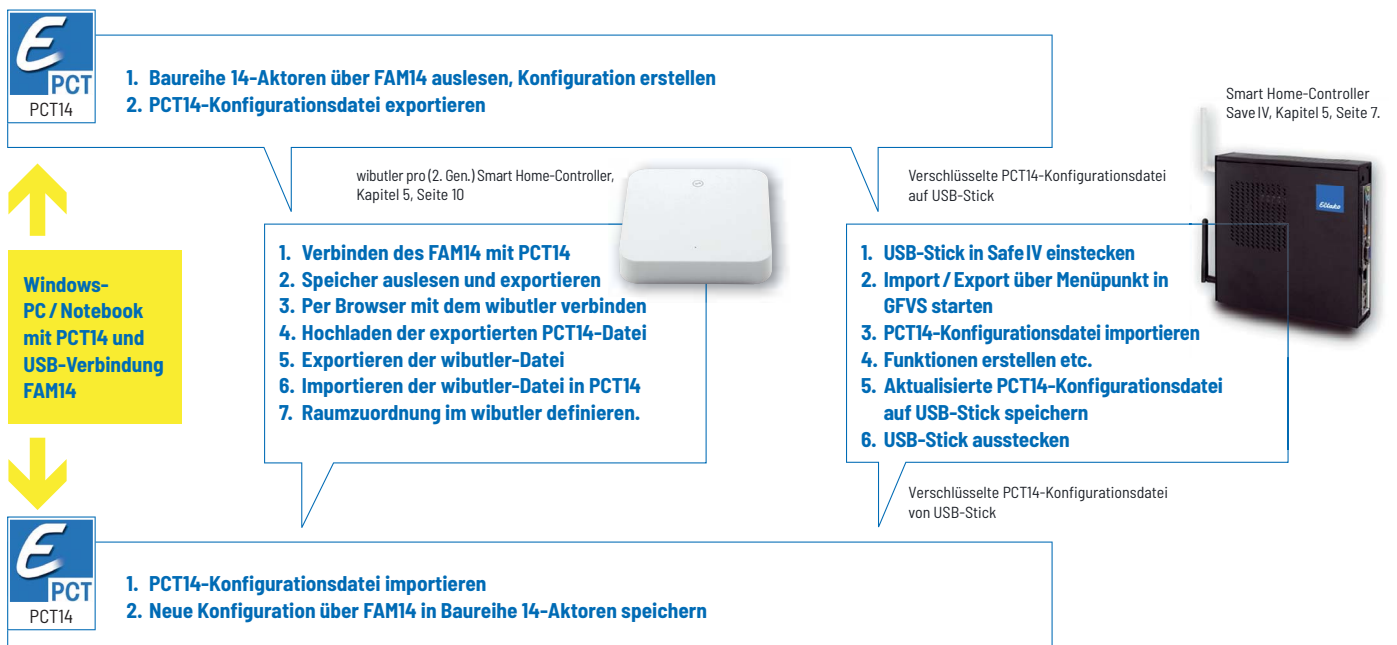 E
PCT
PCT14
1. Baureihe 14-Aktoren über FAM14 auslesen, Konfiguration erstellen
2. PCT14-Konfigurationsdatei exportieren
Smart Home-Controller
Save IV, Kapitel 5, Seite 7.
wibutler pro (2. Gen.) Smart Home-Controller,
Kapitel 5, Seite 10
Verschlüsselte PCT14-Konfigurationsdatei
auf USB-Stick
Eltako
Windows-
PC / Notebook
mit PCT14 und
USB-Verbindung
FAM14
1. Verbinden des FAM14 mit PCT14
2. Speicher auslesen und exportieren
3. Per Browser mit dem wibutler verbinden
4. Hochladen der exportierten PCT14-Datei
5. Exportieren der wibutler-Datei
6. Importieren der wibutler-Datei in PCT14
7. Raumzuordnung im wibutler definieren.
1. USB-Stick in Safe IV einstecken
2. Import / Export über Menüpunkt in
GFVS starten
3. PCT14-Konfigurationsdatei importieren
4. Funktionen erstellen etc.
5. Aktualisierte PCT14-Konfigurationsdatei
auf USB-Stick speichern
6. USB-Stick ausstecken
Verschlüsselte PCT14-Konfigurationsdatei
von USB-Stick
E
PCT
PCT14
1. PCT14-Konfigurationsdatei importieren
2. Neue Konfiguration über FAM14 in Baureihe 14-Aktoren speichern